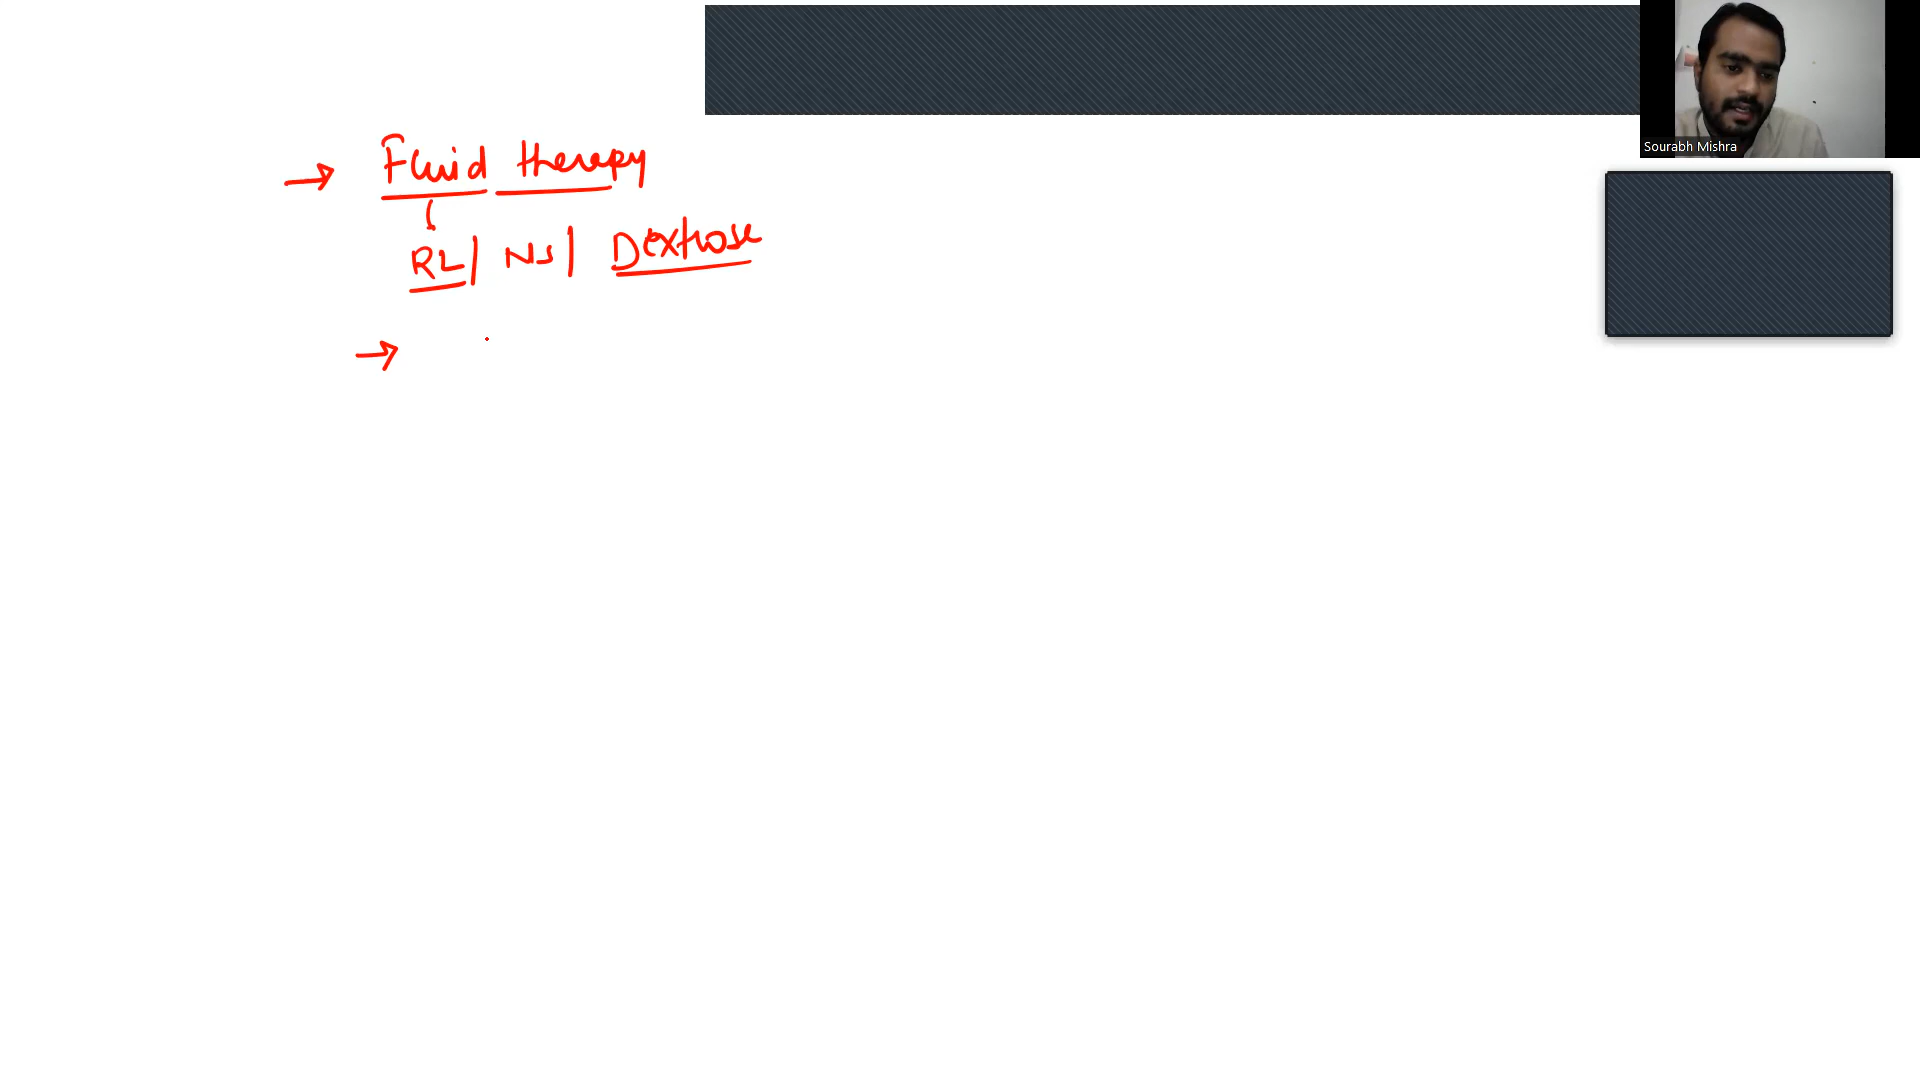 Sourabh Mishra
→ Fluid therapy
RL / NS / Dextrose
→